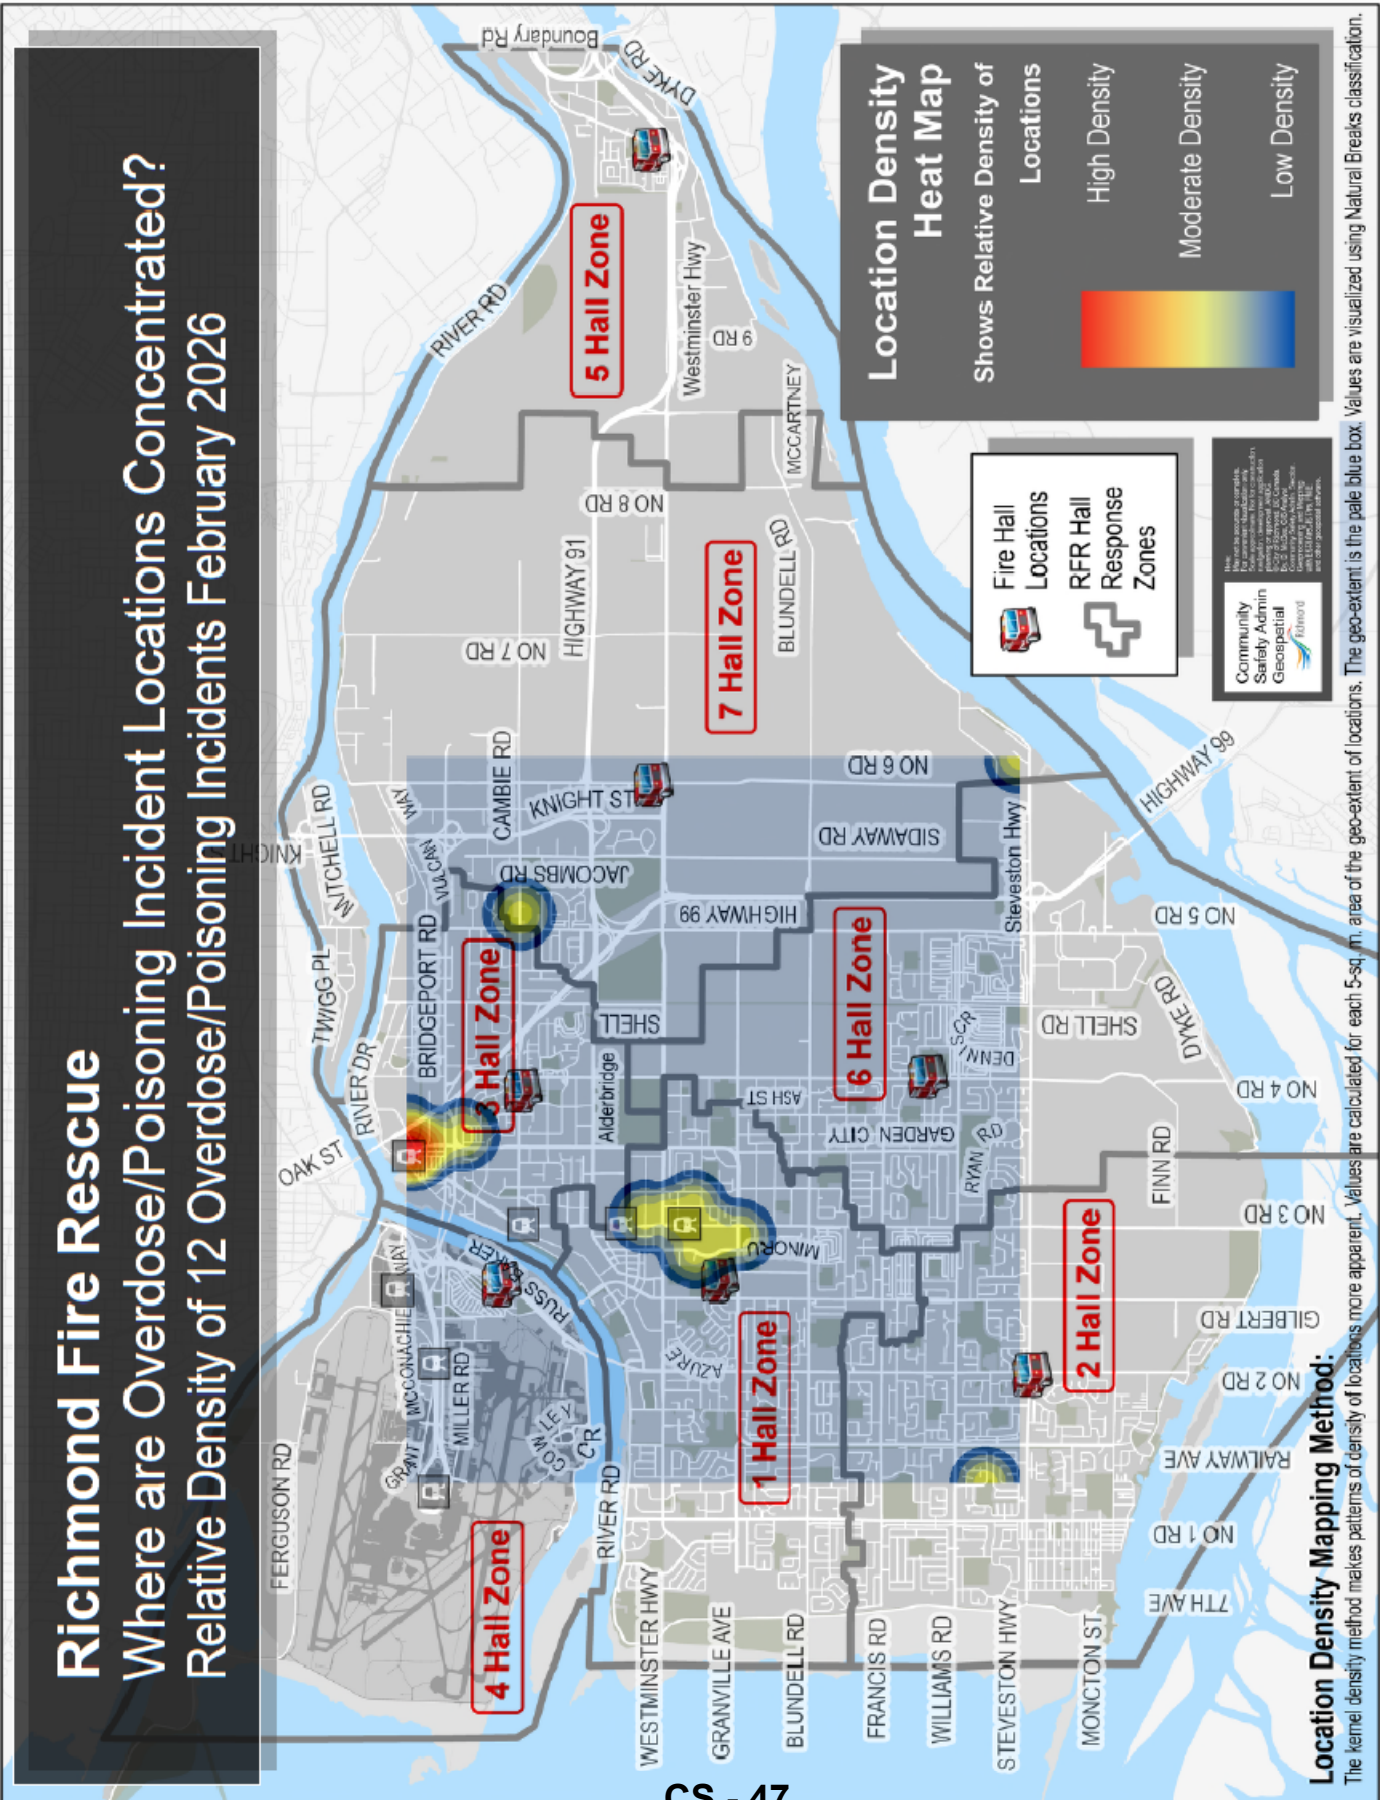 Richmond Fire Rescue
Where are Overdose/Poisoning Incident Locations Concentrated?
Relative Density of 12 Overdose/Poisoning Incidents February 2026
FERGUSON RD
OAK ST
TWIGG PL
MITCHELL RD
RIVER DR
RIVER RD
Boundary Rd
DYKE RD
GRANT
MCCONACHIE
WAY
MILLER RD
COWLEY
CR
RUSS BAKER
BRIDGEPORT RD
VULCAN
WAY
CAMBIE RD
KNIGHT ST
JACOBS RD
NO 7 RD
HIGHWAY 91
NO 8 RD
Westminster Hwy
9 RD
4 Hall Zone
3 Hall Zone
5 Hall Zone
RIVER RD
Alderbridge
SHELL
HIGHWAY 99
WESTMINSTER HWY
GRANVILLE AVE
AZURE
MINORU
ASH ST
GARDEN CITY
1 Hall Zone
6 Hall Zone
7 Hall Zone
BLUNDELL RD
BLUNDELL RD
MCCARTNEY
SIDAWAY RD
NO 6 RD
FRANCIS RD
WILLIAMS RD
RYAN RD
DENNIS CR
STEVESTON HWY
Steveston Hwy
MONCTON ST
2 Hall Zone
SHELL RD
DYKE RD
FINN RD
HIGHWAY 99
7TH AVE
NO 1 RD
RAILWAY AVE
NO 2 RD
GILBERT RD
NO 3 RD
NO 4 RD
NO 5 RD
Location Density
Heat Map
Shows Relative Density of
Locations
High Density
Moderate Density
Low Density
Fire Hall
Locations
RFR Hall
Response
Zones
Community
Safety Admin
Geospatial
Richmond
Location Density Mapping Method:
The kernel density method makes patterns of density of locations more apparent. Values are calculated for each 5-sq. m. area of the geo-extent of locations. The geo-extent is the pale blue box. Values are visualized using Natural Breaks classification.
CS - 47